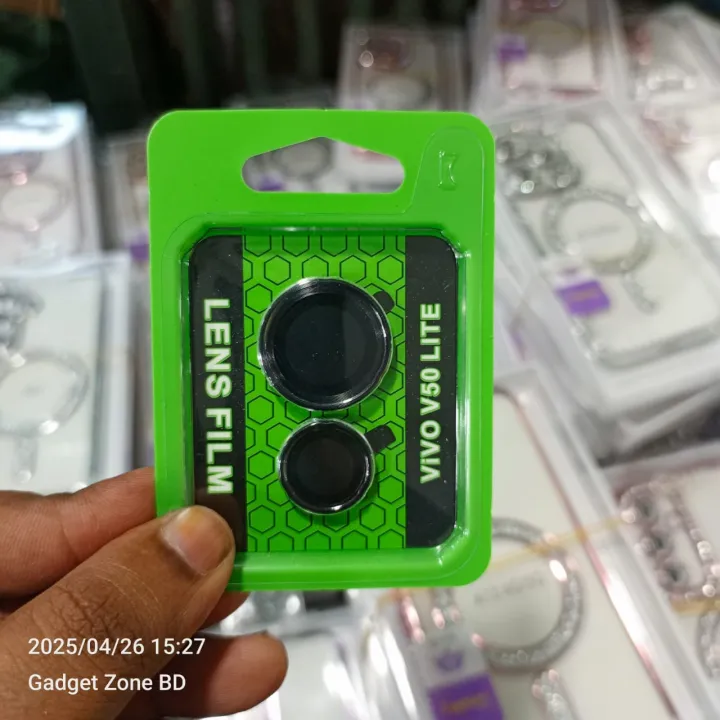 LENS FILM
ViVO V50 LITE
2025/04/26 15:27
Gadget Zone BD